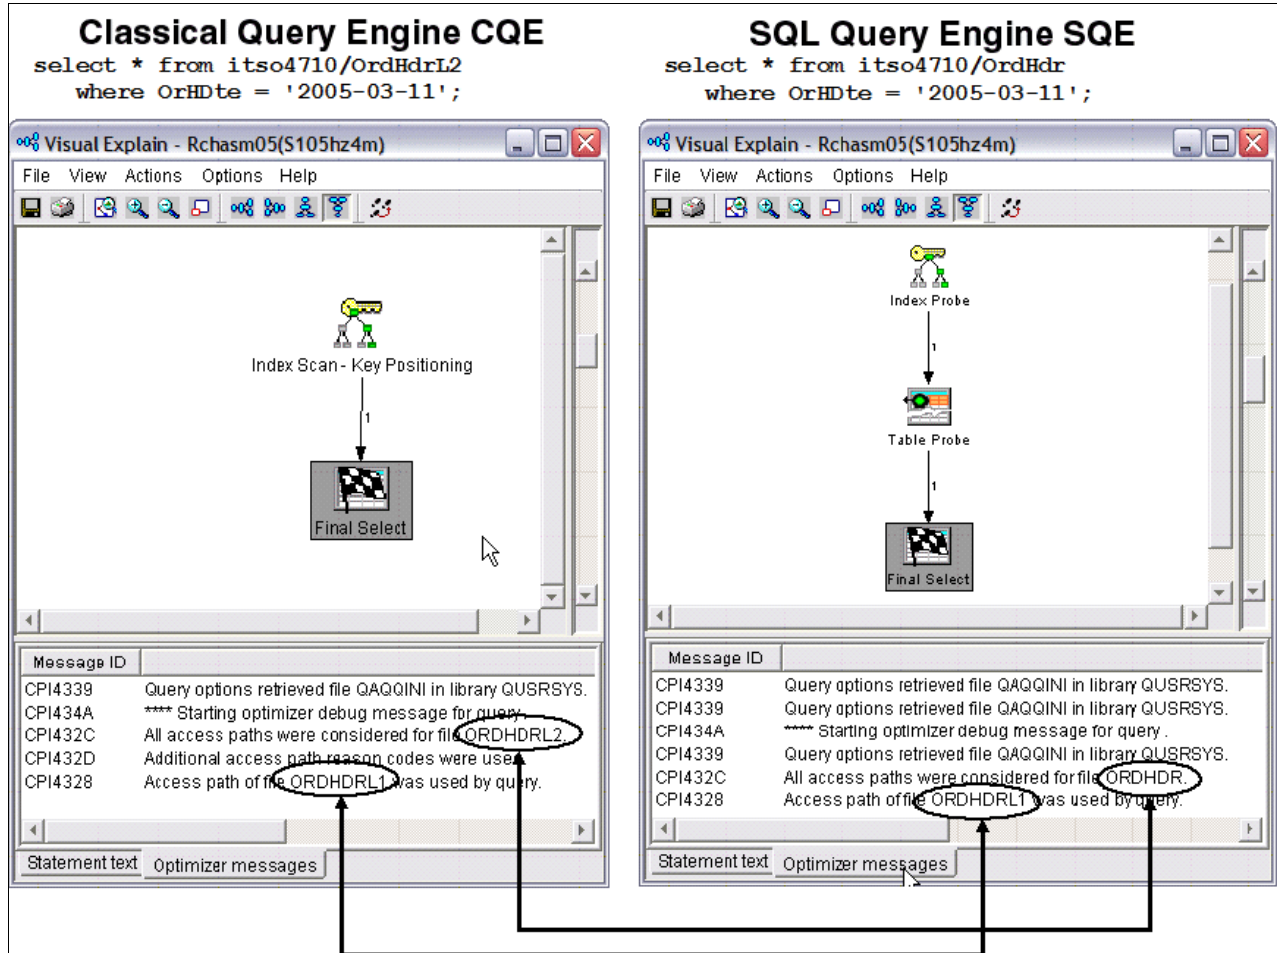 Classical Query Engine CQE
select * from itso4710/OrdHdrL2
where OrHDte = '2005-03-11';
Visual Explain - Rchasm05(S105hz4m)
File View Actions Options Help
Index Scan - Key Positioning
1
Final Select
Message ID
CPI4339 Query options retrieved file QAQQINI in library QUSRSYS.
CPI434A **** Starting optimizer debug message for query
CPI432C All access paths were considered for file ORDHDRL2.
CPI432D Additional access path reason codes were used
CPI4328 Access path of file ORDHDRL1 was used by query.
Statement text Optimizer messages
SQL Query Engine SQE
select * from itso4710/OrdHdr
where OrHDte = '2005-03-11';
Visual Explain - Rchasm05(S105hz4m)
File View Actions Options Help
Index Probe
1
Table Probe
1
Final Select
Message ID
CPI4339 Query options retrieved file QAQQINI in library QUSRSYS.
CPI4339 Query options retrieved file QAQQINI in library QUSRSYS.
CPI434A **** Starting optimizer debug message for query .
CPI4339 Query options retrieved file QAQQINI in library QUSRSYS.
CPI432C All access paths were considered for file ORDHDR.
CPI4328 Access path of file ORDHDRL1 was used by query.
Statement text Optimizer messages